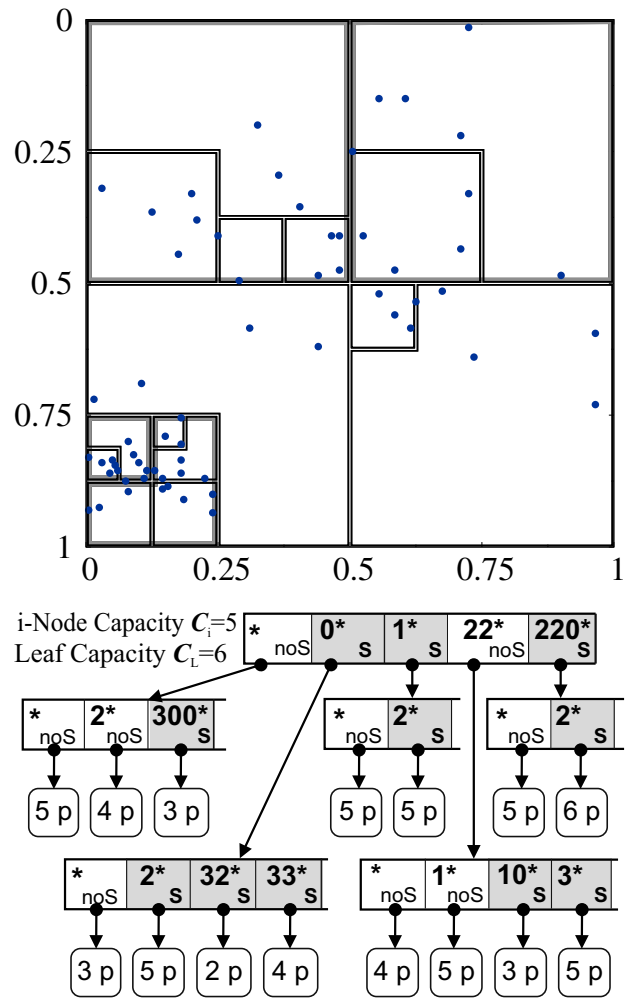 0
0.25
0.5
0.75
1
0 0.25 0.5 0.75 1
i-Node Capacity Ci=5
Leaf Capacity CL=6
* noS 0* S 1* S 22* noS 220* S
* noS 2* noS 300* S
* noS 2* S
* noS 2* S
5 p 4 p 3 p
5 p 5 p
5 p 6 p
* noS 2* S 32* S 33* S
* noS 1* noS 10* S 3* S
3 p 5 p 2 p 4 p
4 p 5 p 3 p 5 p